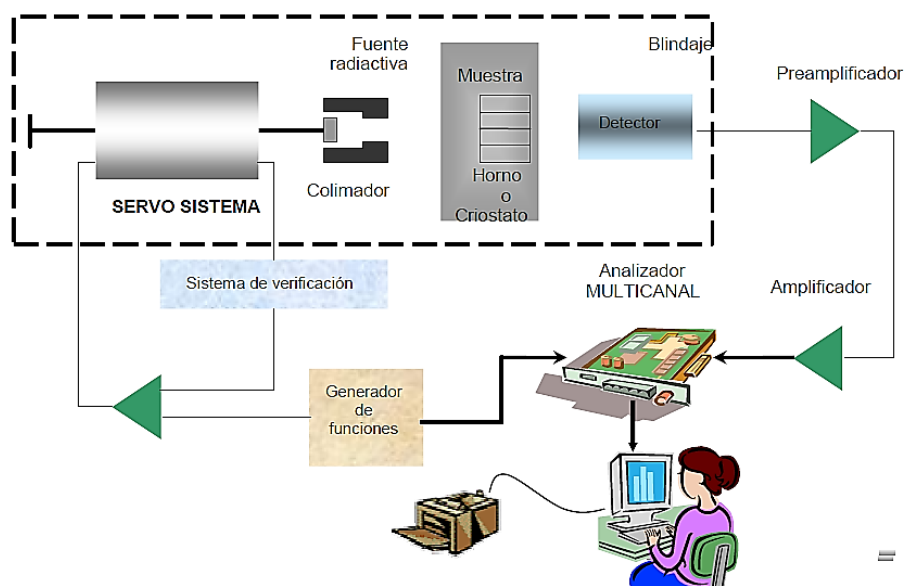 Fuente
radiactiva
Blindaje
Muestra
Preamplificador
Detector
Colimador
Horno
o
Criostato
SERVO SISTEMA
Sistema de verificación
Analizador
MULTICANAL
Amplificador
Generador
de
funciones